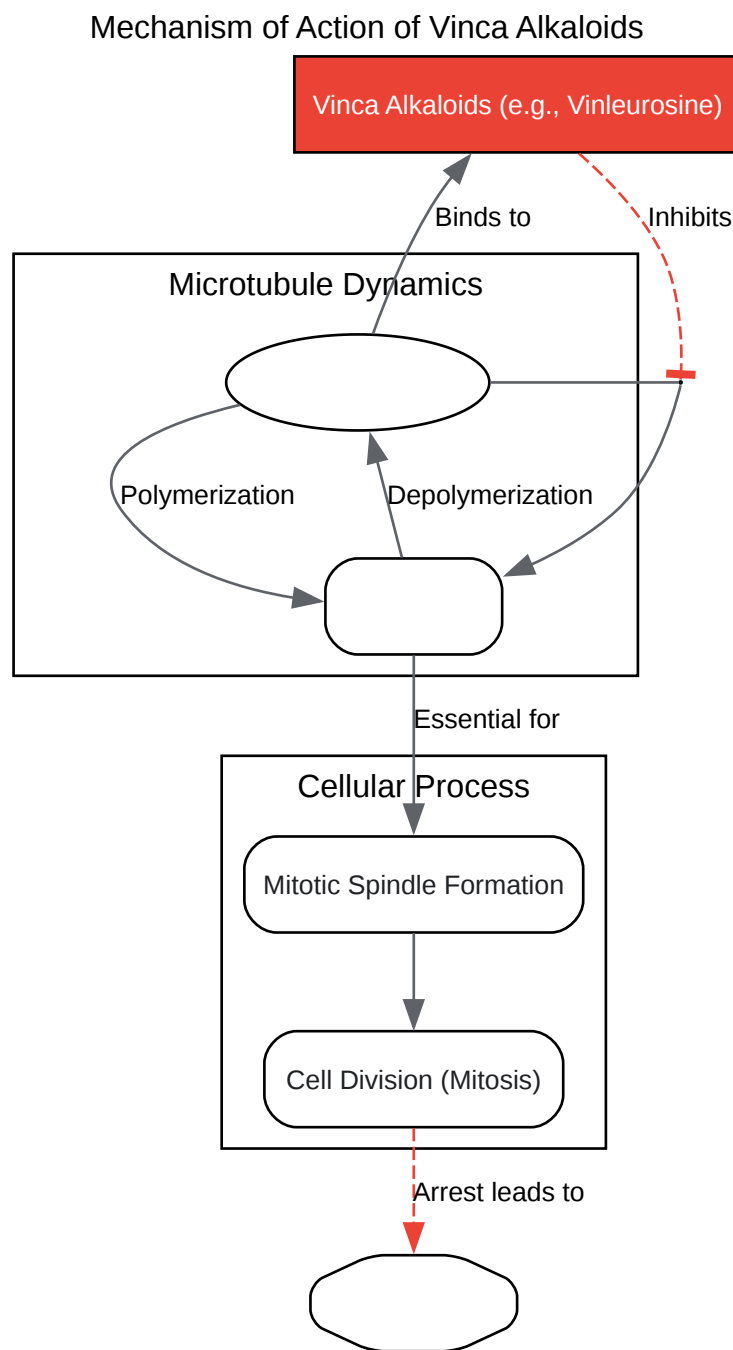 Mechanism of Action of Vinca Alkaloids
Vinca Alkaloids (e.g., Vinleurosine)
Binds to
Inhibits
Microtubule Dynamics
Polymerization
Depolymerization
Essential for
Cellular Process
Mitotic Spindle Formation
Cell Division (Mitosis)
Arrest leads to